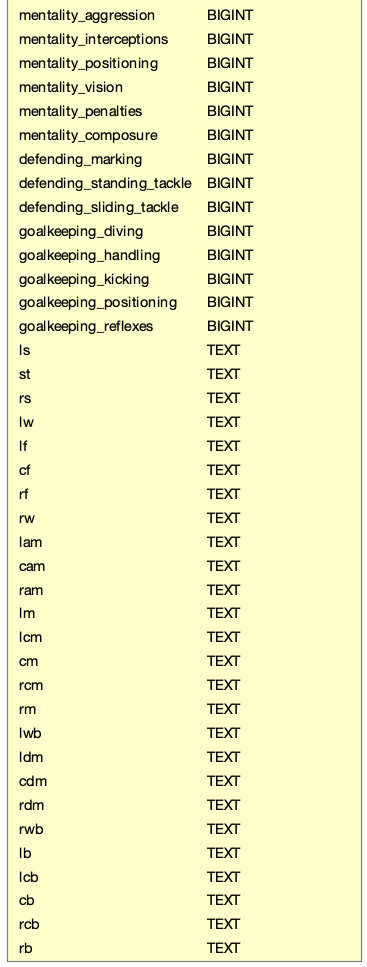 mentality_aggression BIGINT
mentality_interceptions BIGINT
mentality_positioning BIGINT
mentality_vision BIGINT
mentality_penalties BIGINT
mentality_composure BIGINT
defending_marking BIGINT
defending_standing_tackle BIGINT
defending_sliding_tackle BIGINT
goalkeeping_diving BIGINT
goalkeeping_handling BIGINT
goalkeeping_kicking BIGINT
goalkeeping_positioning BIGINT
goalkeeping_reflexes BIGINT
ls TEXT
st TEXT
rs TEXT
lw TEXT
lf TEXT
cf TEXT
rf TEXT
rw TEXT
lam TEXT
cam TEXT
ram TEXT
lm TEXT
lcm TEXT
cm TEXT
rcm TEXT
rm TEXT
lwb TEXT
ldm TEXT
cdm TEXT
rdm TEXT
rwb TEXT
lb TEXT
lcb TEXT
cb TEXT
rcb TEXT
rb TEXT